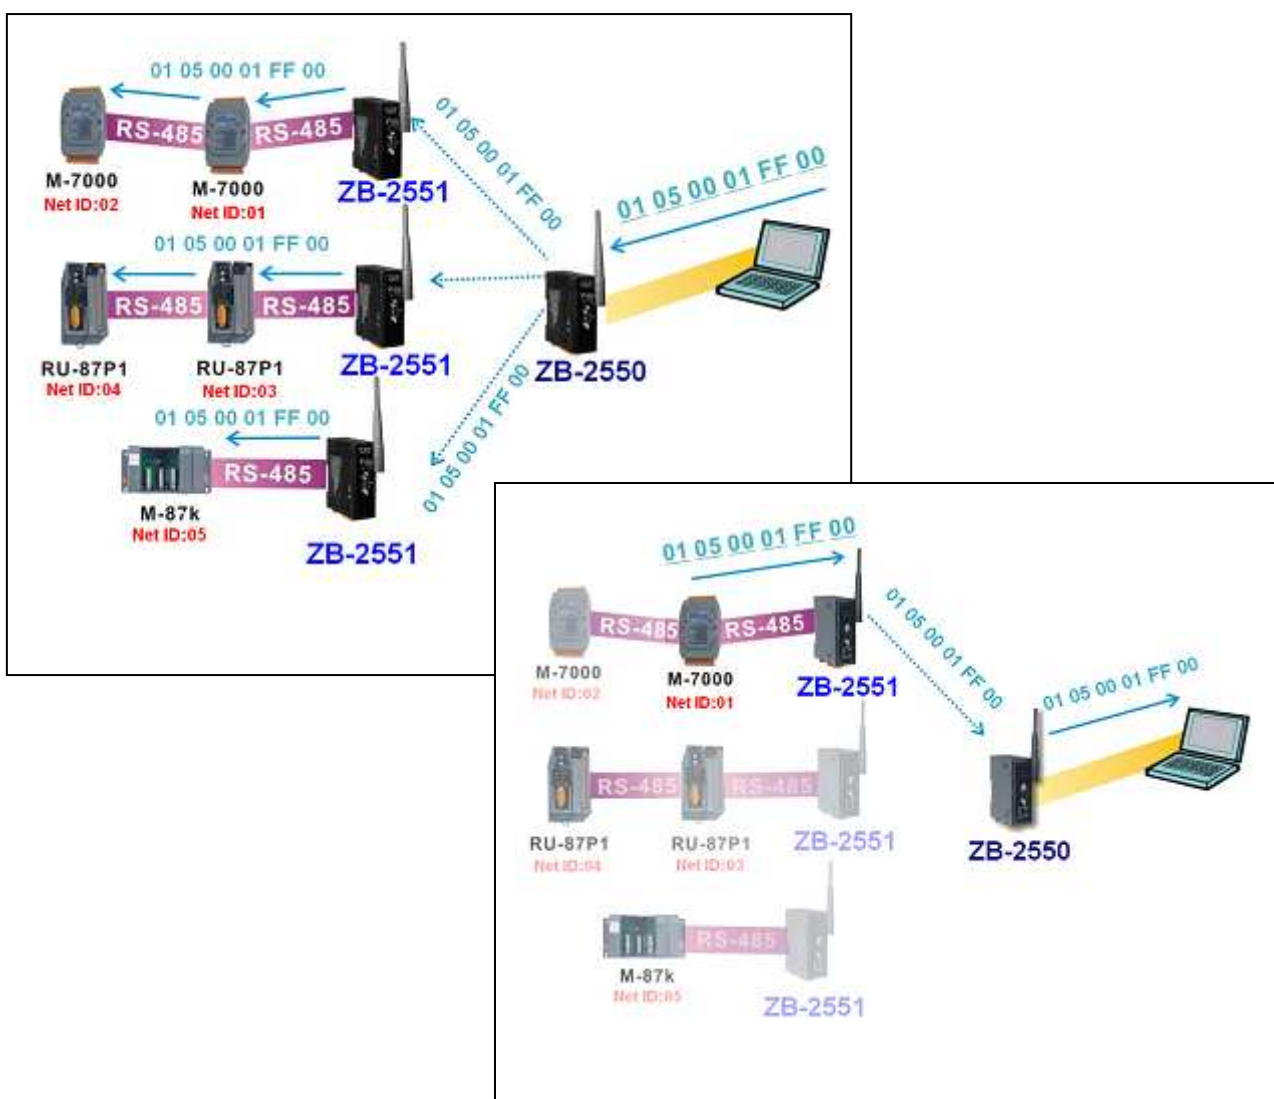 01 05 00 01 FF 00
RS-485
RS-485
M-7000
Net ID:02
M-7000
Net ID:01
ZB-2551
01 05 00 01 FF 00
01 05 00 01 FF 00
01 05 00 01 FF 00
RS-485
RS-485
RU-87P1
Net ID:04
RU-87P1
Net ID:03
ZB-2551
ZB-2550
01 05 00 01 FF 00
01 05 00 01 FF 00
RS-485
M-87k
Net ID:05
ZB-2551
01 05 00 01 FF 00
RS-485
RS-485
M-7000
Net ID:02
M-7000
Net ID:01
ZB-2551
01 05 00 01 FF 00
01 05 00 01 FF 00
RS-485
RS-485
RU-87P1
Net ID:04
RU-87P1
Net ID:03
ZB-2551
ZB-2550
RS-485
M-87k
Net ID:05
ZB-2551